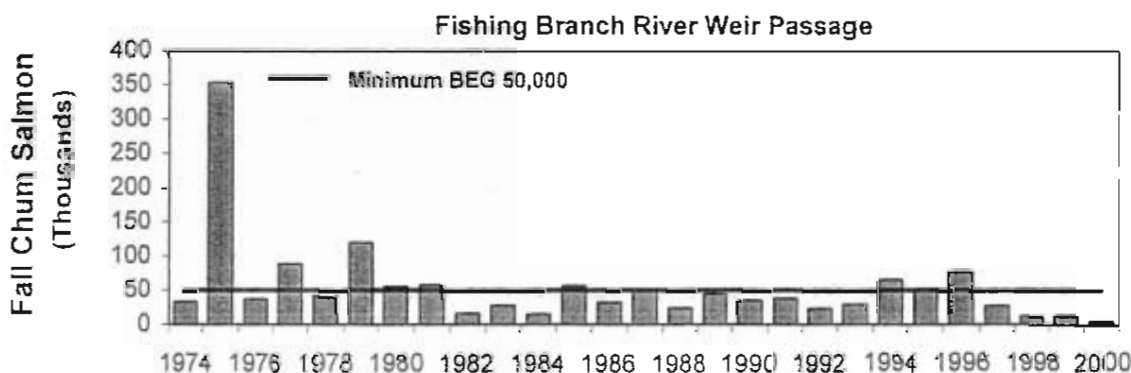 Fishing Branch River Weir Passage
Fall Chum Salmon
(Thousands)
400
350
300
250
200
150
100
50
0
Minimum BEG 50,000
1974 1976 1978 1980 1982 1984 1986 1988 1990 1992 1994 1996 1998 2000